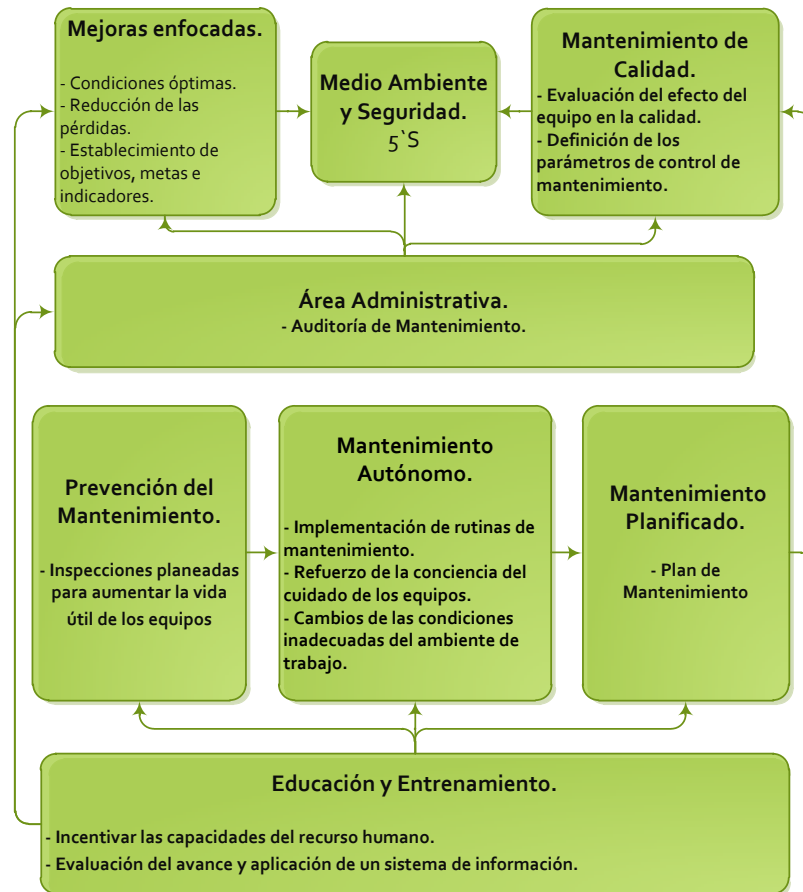 Mejoras enfocadas.
- Condiciones óptimas.
- Reducción de las
pérdidas.
- Establecimiento de
objetivos, metas e
indicadores.
Medio Ambiente
y Seguridad.
5`S
Mantenimiento de
Calidad.
- Evaluación del efecto del
equipo en la calidad.
- Definición de los
parámetros de control de
mantenimiento.
Área Administrativa.
- Auditoría de Mantenimiento.
Prevención del
Mantenimiento.
- Inspecciones planeadas
para aumentar la vida
útil de los equipos
Mantenimiento
Autónomo.
- Implementación de rutinas de
mantenimiento.
- Refuerzo de la conciencia del
cuidado de los equipos.
- Cambios de las condiciones
inadecuadas del ambiente de
trabajo.
Mantenimiento
Planificado.
- Plan de
Mantenimiento
Educación y Entrenamiento.
- Incentivar las capacidades del recurso humano.
- Evaluación del avance y aplicación de un sistema de información.